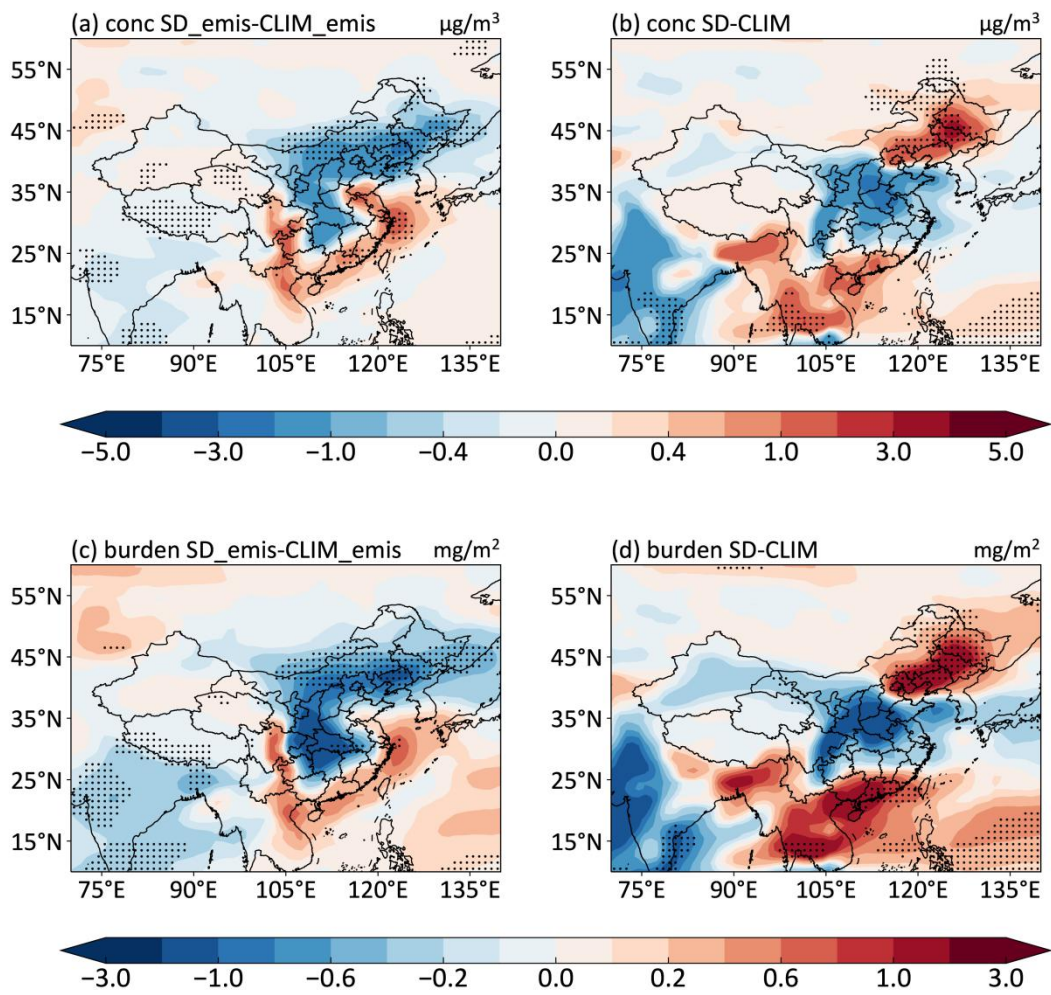 (a) conc SD_emis-CLIM_emis μg/m³ (b) conc SD-CLIM μg/m³
55°N 55°N
45°N 45°N
35°N 35°N
25°N 25°N
15°N 15°N
75°E 90°E 105°E 120°E 135°E 75°E 90°E 105°E 120°E 135°E
−5.0 −3.0 −1.0 −0.4 0.0 0.4 1.0 3.0 5.0
(c) burden SD_emis-CLIM_emis mg/m² (d) burden SD-CLIM mg/m²
55°N 55°N
45°N 45°N
35°N 35°N
25°N 25°N
15°N 15°N
75°E 90°E 105°E 120°E 135°E 75°E 90°E 105°E 120°E 135°E
−3.0 −1.0 −0.6 −0.2 0.0 0.2 0.6 1.0 3.0